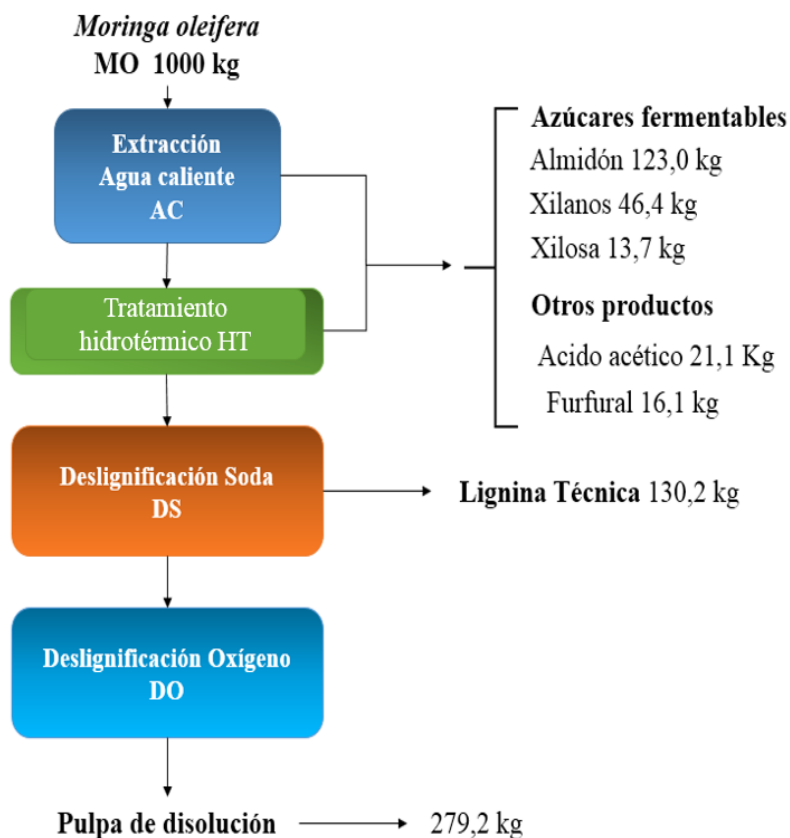 Moringa oleifera
MO 1000 kg
Extracción
Agua caliente
AC
Tratamiento
hidrotérmico HT
Azúcares fermentables
Almidón 123,0 kg
Xilanos 46,4 kg
Xilosa 13,7 kg
Otros productos
Acido acético 21,1 Kg
Furfural 16,1 kg
Deslignificación Soda
DS
Lignina Técnica 130,2 kg
Deslignificación Oxígeno
DO
Pulpa de disolución 279,2 kg